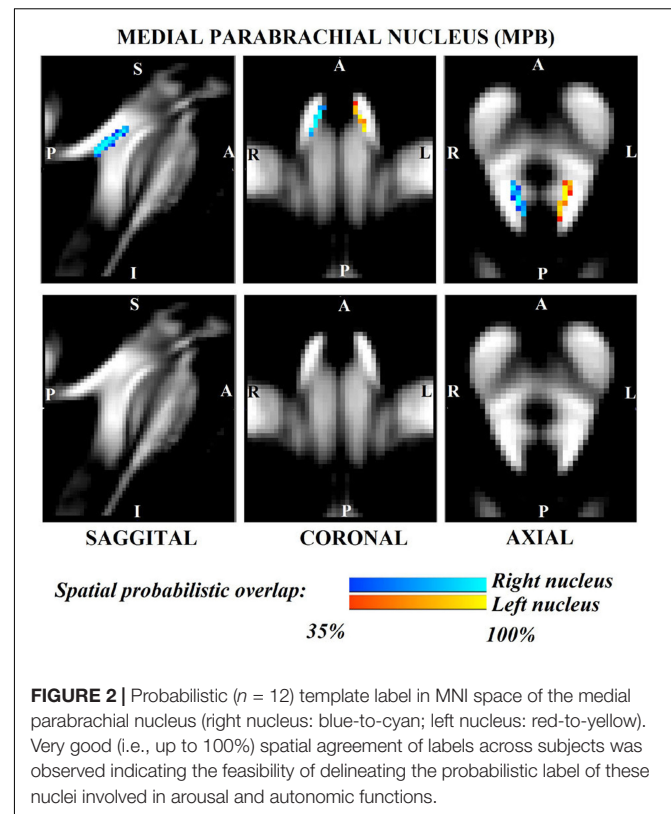 MEDIAL PARABRACHIAL NUCLEUS (MPB)
S A A
P A R L R L
I P P
S A A
P A R L R L
I P P
SAGGITAL CORONAL AXIAL
Spatial probabilistic overlap: Right nucleus
Left nucleus
35% 100%
FIGURE 2 | Probabilistic (n = 12) template label in MNI space of the medial
parabrachial nucleus (right nucleus: blue-to-cyan; left nucleus: red-to-yellow).
Very good (i.e., up to 100%) spatial agreement of labels across subjects was
observed indicating the feasibility of delineating the probabilistic label of these
nuclei involved in arousal and autonomic functions.